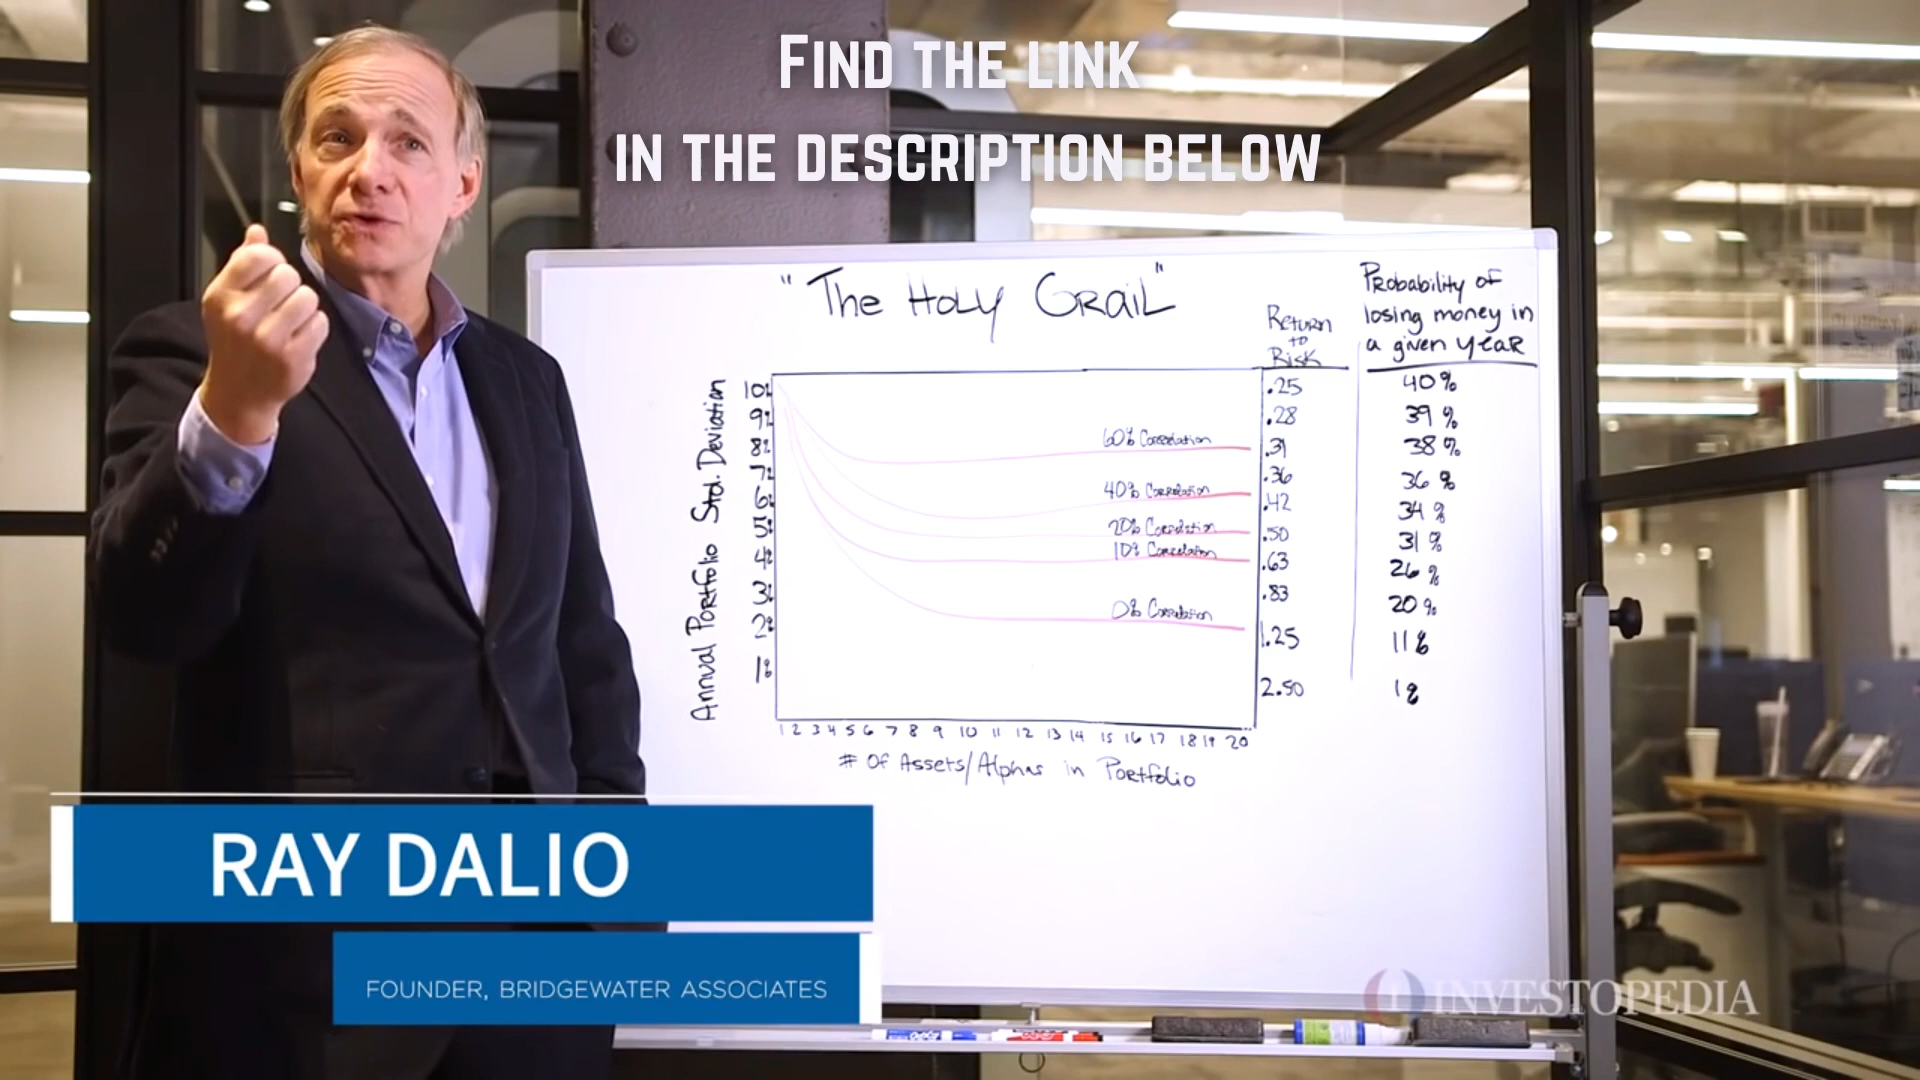 FIND THE LINK
IN THE DESCRIPTION BELOW
"The Holy Grail"
Return
to
Risk
Probability of
losing money in
a given year
Annual Portfolio Std. Deviation
10%
9%
8%
7%
6%
5%
4%
3%
2%
1%
60% Correlation
40% Correlation
20% Correlation
10% Correlation
0% Correlation
.25
.28
.31
.36
.42
.50
.63
.83
1.25
2.50
40%
39%
38%
36%
34%
31%
26%
20%
11%
1%
1 2 3 4 5 6 7 8 9 10 11 12 13 14 15 16 17 18 19 20
# Of Assets/Alphas in Portfolio
RAY DALIO
FOUNDER, BRIDGEWATER ASSOCIATES
INVESTOPEDIA
EXPO